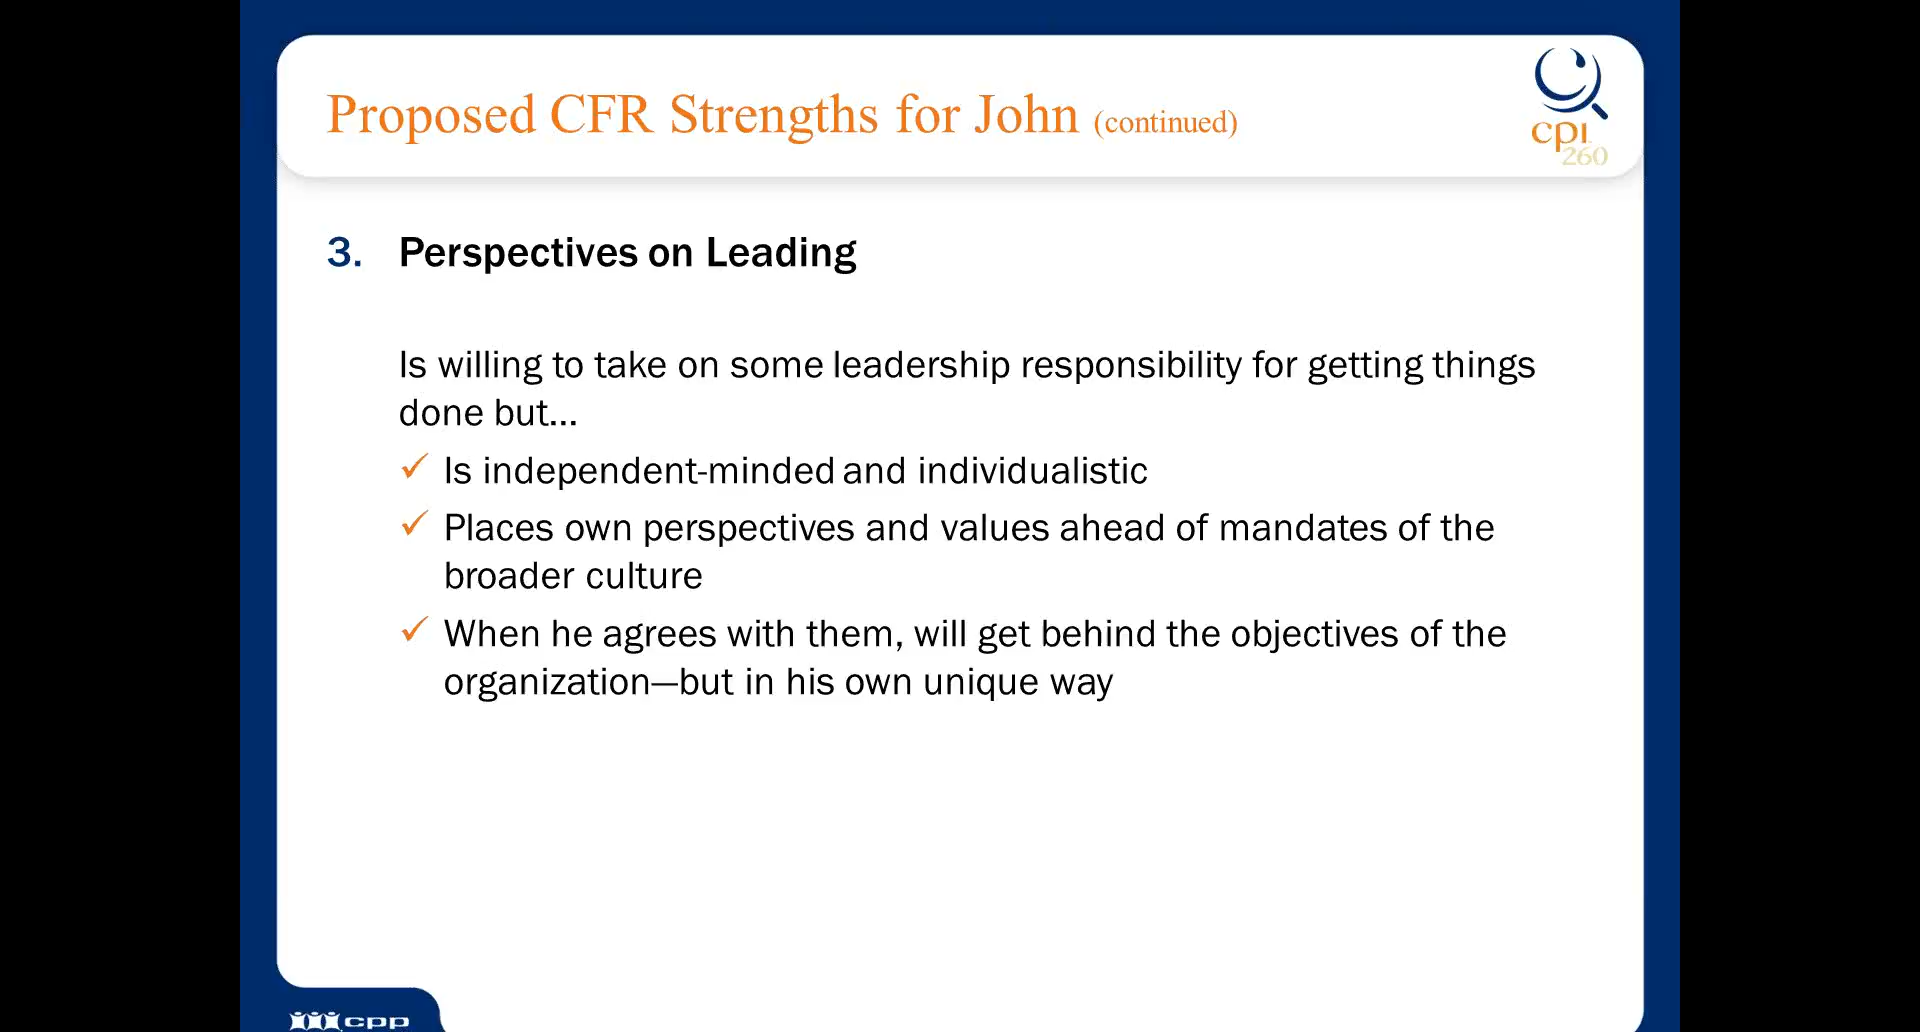 Proposed CFR Strengths for John (continued)
cpi
260
3. Perspectives on Leading
Is willing to take on some leadership responsibility for getting things
done but...
✓ Is independent-minded and individualistic
✓ Places own perspectives and values ahead of mandates of the
broader culture
✓ When he agrees with them, will get behind the objectives of the
organization—but in his own unique way
cpp